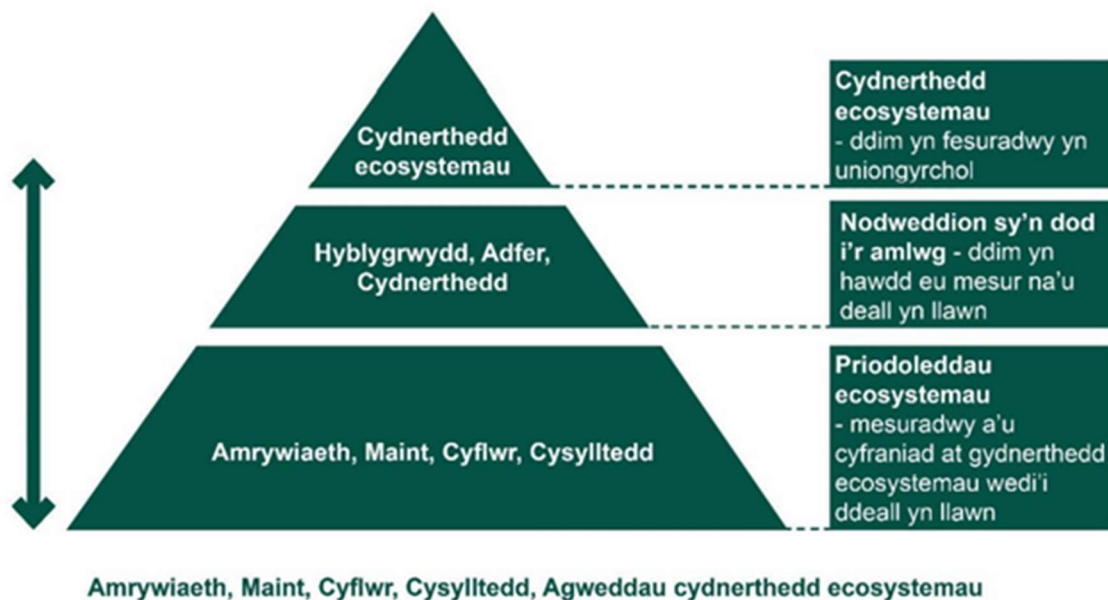 Cydnerthedd
ecosystemau
Cydnerthedd
ecosystemau
- ddim yn fesuradwy yn
uniongyrchol
Hyblygrwydd, Adfer,
Cydnerthedd
Nodweddion sy'n dod
i'r amlwg - ddim yn
hawdd eu mesur na'u
deall yn llawn
Amrywiaeth, Maint, Cyflwr, Cysylltedd
Priodoleddau
ecosystemau
- mesuradwy a'u
cyfraniad at gydnerthedd
ecosystemau wedi'i
ddeall yn llawn
Amrywiaeth, Maint, Cyflwr, Cysylltedd, Agweddau cydnerthedd ecosystemau